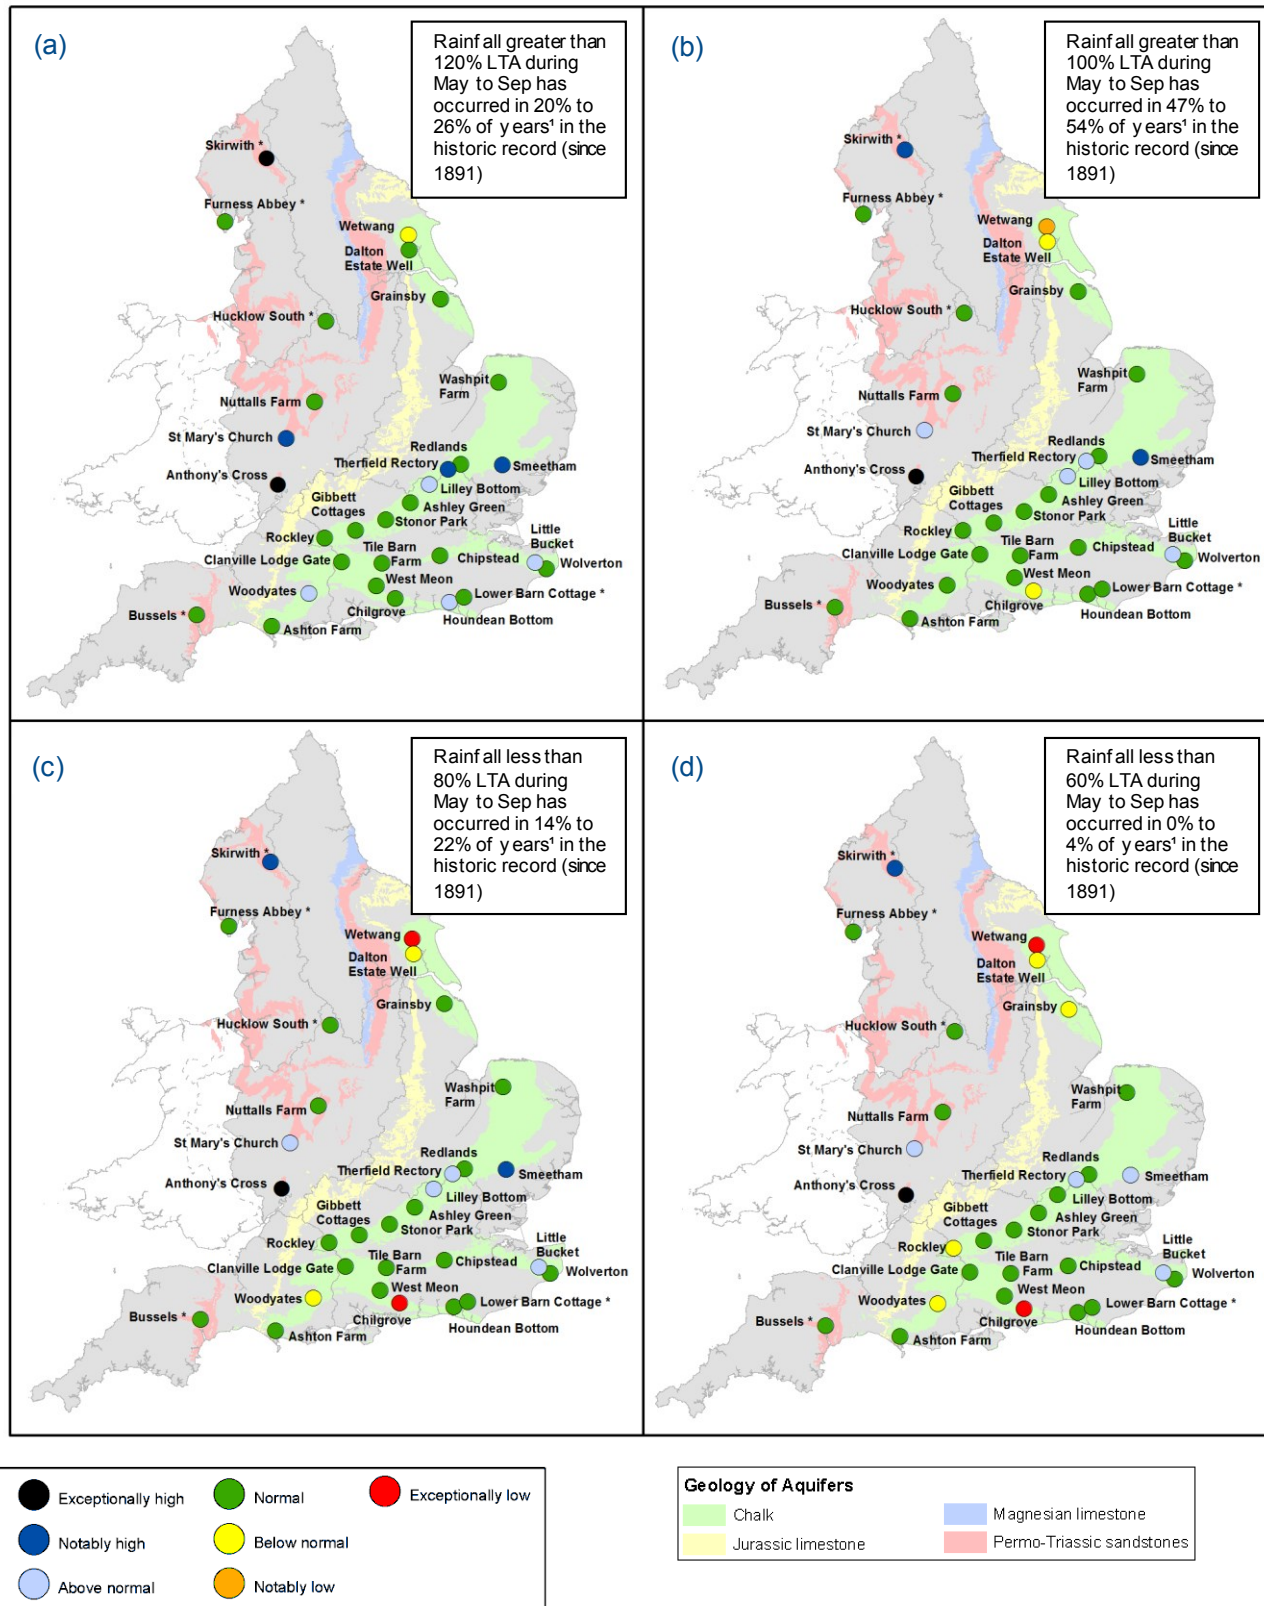 (a)
Rainfall greater than
120% LTA during
May to Sep has
occurred in 20% to
26% of years¹ in the
historic record (since
1891)
Skirwith *
Furness Abbey *
Wetwang
Dalton
Estate Well
Grainsby
Hucklow South *
Washpit
Farm
Nuttalls Farm
St Mary's Church
Redlands
Therfield Rectory
Smeetham
Anthony's Cross
Lilley Bottom
Gibbett
Cottages
Ashley Green
Stonor Park
Little
Bucket
Rockley
Tile Barn
Farm
Chipstead
Wolverton
Clanville Lodge Gate
West Meon
Woodyates
Lower Barn Cottage *
Chilgrove
Bussels *
Houndean Bottom
Ashton Farm
(b)
Rainfall greater than
100% LTA during
May to Sep has
occurred in 47% to
54% of years¹ in the
historic record (since
1891)
Skirwith *
Furness Abbey *
Wetwang
Dalton
Estate Well
Grainsby
Hucklow South *
Washpit
Farm
Nuttalls Farm
St Mary's Church
Redlands
Therfield Rectory
Smeetham
Anthony's Cross
Lilley Bottom
Gibbett
Cottages
Ashley Green
Stonor Park
Little
Bucket
Rockley
Tile Barn
Farm
Chipstead
Wolverton
Clanville Lodge Gate
West Meon
Woodyates
Lower Barn Cottage *
Chilgrove
Bussels *
Houndean Bottom
Ashton Farm
(c)
Rainfall less than
80% LTA during
May to Sep has
occurred in 14% to
22% of years¹ in the
historic record (since
1891)
Skirwith *
Furness Abbey *
Wetwang
Dalton
Estate Well
Grainsby
Hucklow South *
Washpit
Farm
Nuttalls Farm
St Mary's Church
Redlands
Therfield Rectory
Smeetham
Anthony's Cross
Lilley Bottom
Gibbett
Cottages
Ashley Green
Stonor Park
Little
Bucket
Rockley
Tile Barn
Farm
Chipstead
Wolverton
Clanville Lodge Gate
West Meon
Woodyates
Lower Barn Cottage *
Chilgrove
Bussels *
Houndean Bottom
Ashton Farm
(d)
Rainfall less than
60% LTA during
May to Sep has
occurred in 0% to
4% of years¹ in the
historic record (since
1891)
Skirwith *
Furness Abbey *
Wetwang
Dalton
Estate Well
Grainsby
Hucklow South *
Washpit
Farm
Nuttalls Farm
St Mary's Church
Redlands
Therfield Rectory
Smeetham
Anthony's Cross
Lilley Bottom
Gibbett
Cottages
Ashley Green
Stonor Park
Little
Bucket
Rockley
Tile Barn
Farm
Chipstead
Wolverton
Clanville Lodge Gate
West Meon
Woodyates
Lower Barn Cottage *
Chilgrove
Bussels *
Houndean Bottom
Ashton Farm
Exceptionally high
Normal
Exceptionally low
Notably high
Below normal
Above normal
Notably low
Geology of Aquifers
Chalk
Magnesian limestone
Jurassic limestone
Permo-Triassic sandstones